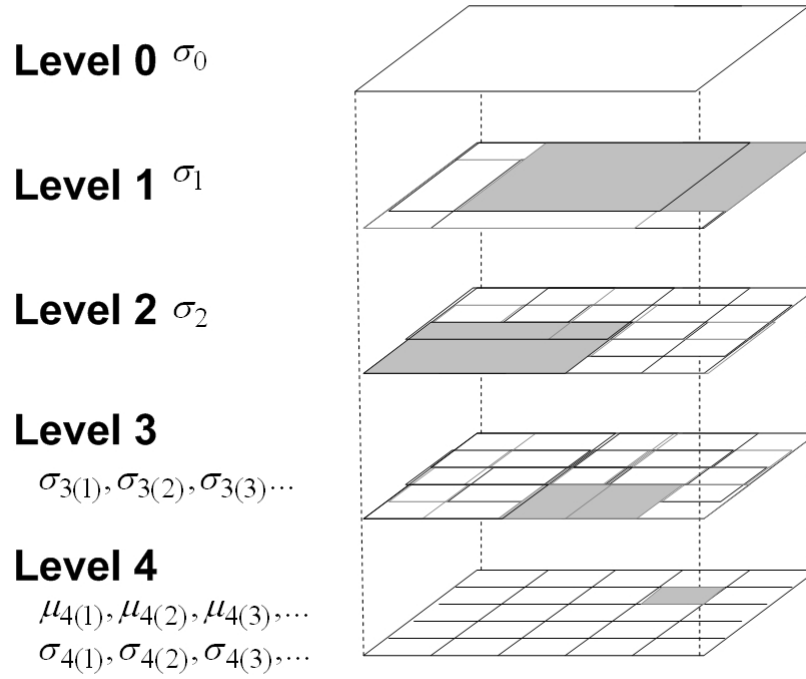 Level 0 σ₀
Level 1 σ₁
Level 2 σ₂
Level 3
σ₃₍₁₎, σ₃₍₂₎, σ₃₍₃₎...
Level 4
μ₄₍₁₎, μ₄₍₂₎, μ₄₍₃₎,...
σ₄₍₁₎, σ₄₍₂₎, σ₄₍₃₎,...